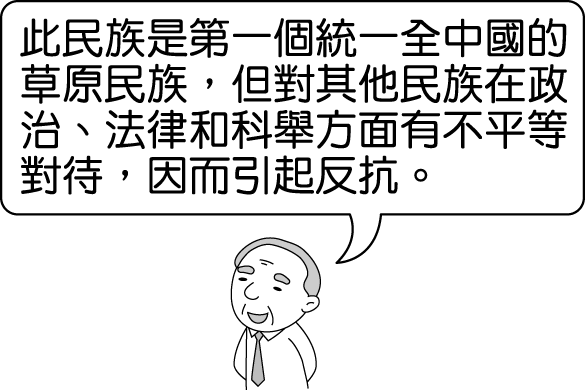 此民族是第一個統一全中國的
草原民族，但對其他民族在政
治、法律和科舉方面有不平等
對待，因而引起反抗。